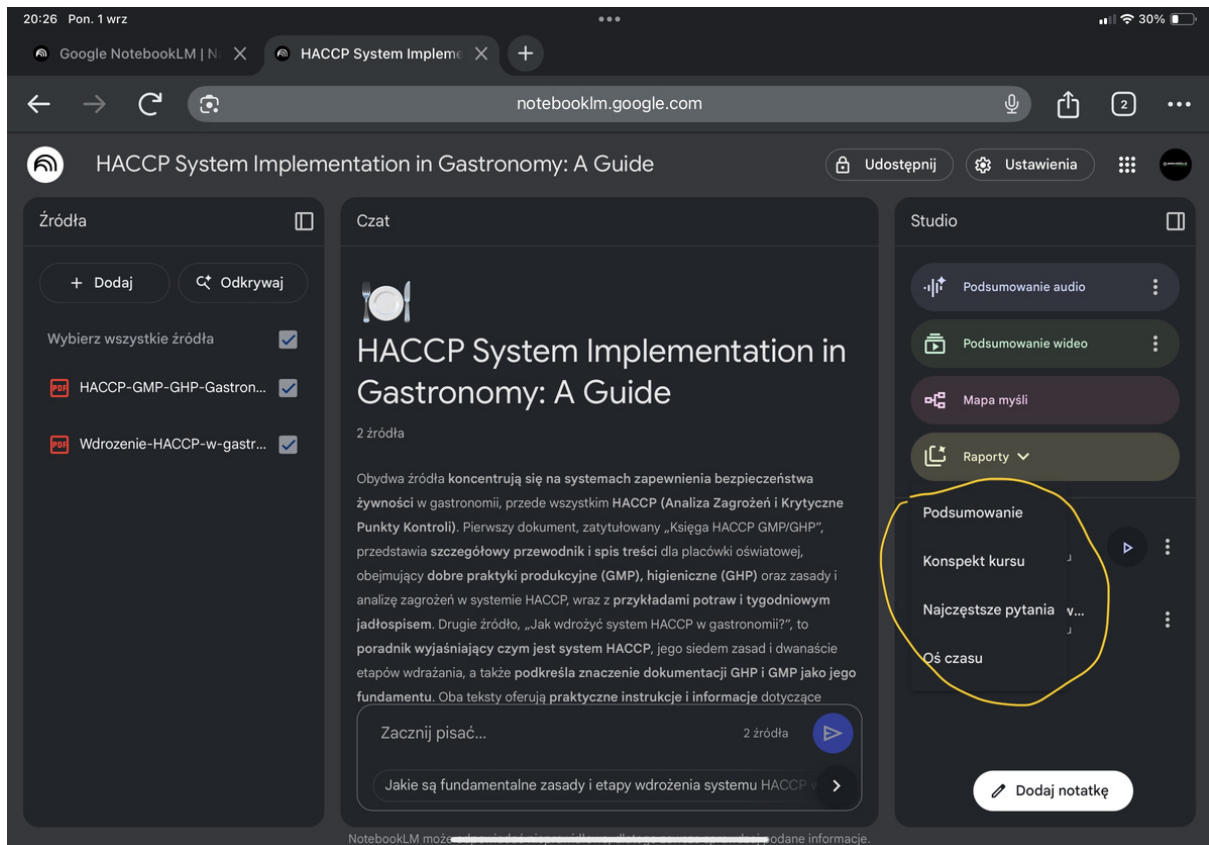 20:26 Pon. 1 wrz
30%
Google NotebookLM | N
HACCP System Impleme
notebooklm.google.com
2
HACCP System Implementation in Gastronomy: A Guide
Udostępnij
Ustawienia
Źródła
Dodaj
Odkrywaj
Wybierz wszystkie źródła
PDF HACCP-GMP-GHP-Gastron...
PDF Wdrozenie-HACCP-w-gastr...
Czat
HACCP System Implementation in
Gastronomy: A Guide
2 źródła
Obydwa źródła koncentrują się na systemach zapewnienia bezpieczeństwa
żywności w gastronomii, przede wszystkim HACCP (Analiza Zagrożeń i Krytyczne
Punkty Kontroli). Pierwszy dokument, zatytułowany „Księga HACCP GMP/GHP”,
przedstawia szczegółowy przewodnik i spis treści dla placówki oświatowej,
obejmujący dobre praktyki produkcyjne (GMP), higieniczne (GHP) oraz zasady i
analizę zagrożeń w systemie HACCP, wraz z przykładami potraw i tygodniowym
jadłospisem. Drugie źródło, „Jak wdrożyć system HACCP w gastronomii?”, to
poradnik wyjaśniający czym jest system HACCP, jego siedem zasad i dwanaście
etapów wdrażania, a także podkreśla znaczenie dokumentacji GHP i GMP jako jego
fundamentu. Oba teksty oferują praktyczne instrukcje i informacje dotyczące
Zacznij pisać...
2 źródła
Jakie są fundamentalne zasady i etapy wdrożenia systemu HACCP w
NotebookLM może podane informacje.
Studio
Podsumowanie audio
Podsumowanie wideo
Mapa myśli
Raporty
Podsumowanie
Konspekt kursu
Najczęstsze pytania
w...
Oś czasu
Dodaj notatkę